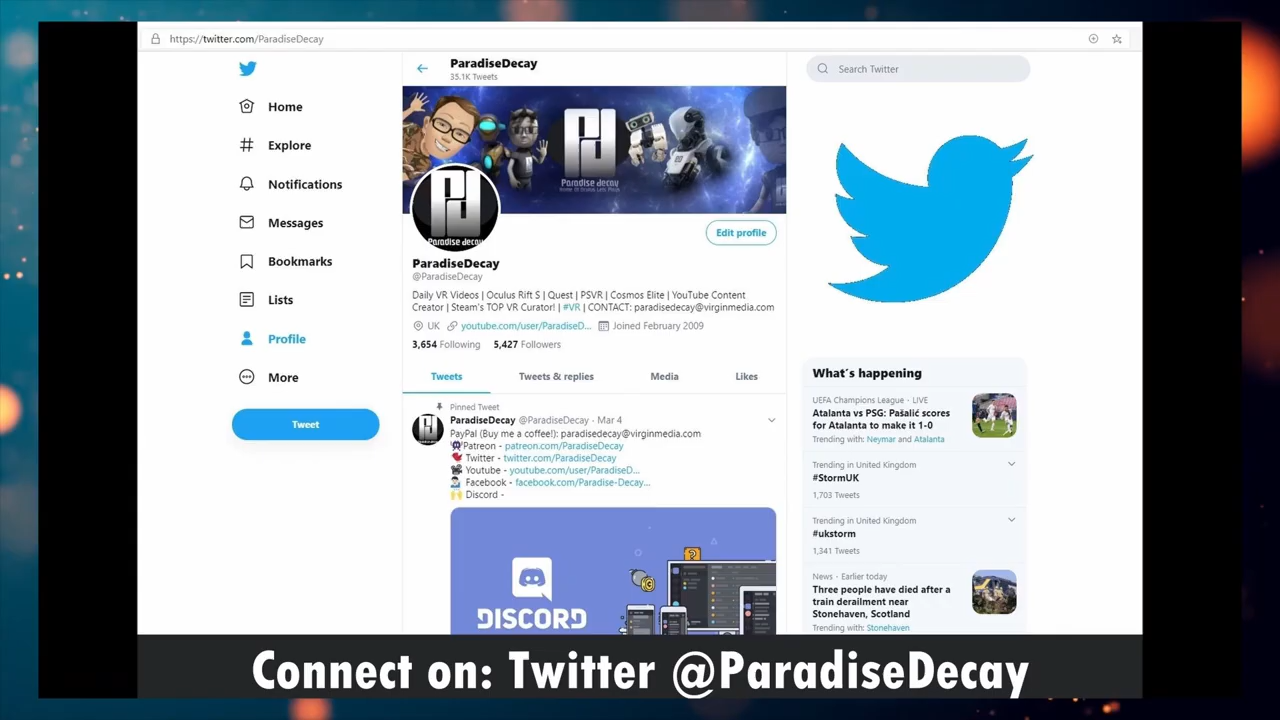 https://twitter.com/ParadiseDecay
Home
Explore
Notifications
Messages
Bookmarks
Lists
Profile
More
Tweet
ParadiseDecay
35.1K Tweets
Paradise decay
Paradise decay
Edit profile
ParadiseDecay
@ParadiseDecay
Daily VR Videos | Oculus Rift S | Quest | PSVR | Cosmos Elite | YouTube Content
Creator | Steam's TOP VR Curator! | #VR | CONTACT: paradisedecay@virginmedia.com
UK youtube.com/user/ParadiseD... Joined February 2009
3,654 Following 5,427 Followers
Tweets Tweets & replies Media Likes
Pinned Tweet
ParadiseDecay @ParadiseDecay · Mar 4
PayPal (Buy me a coffee!): paradisedecay@virginmedia.com
Patreon - patreon.com/ParadiseDecay
Twitter - twitter.com/ParadiseDecay
Youtube - youtube.com/user/ParadiseD...
Facebook - facebook.com/Paradise-Decay...
Discord -
DISCORD
Search Twitter
What's happening
UEFA Champions League · LIVE
Atalanta vs PSG: Pašalić scores
for Atalanta to make it 1-0
Trending with: Neymar and Atalanta
Trending in United Kingdom
#StormUK
1,703 Tweets
Trending in United Kingdom
#ukstorm
1,341 Tweets
News · Earlier today
Three people have died after a
train derailment near
Stonehaven, Scotland
Trending with: Stonehaven
Connect on: Twitter @ParadiseDecay